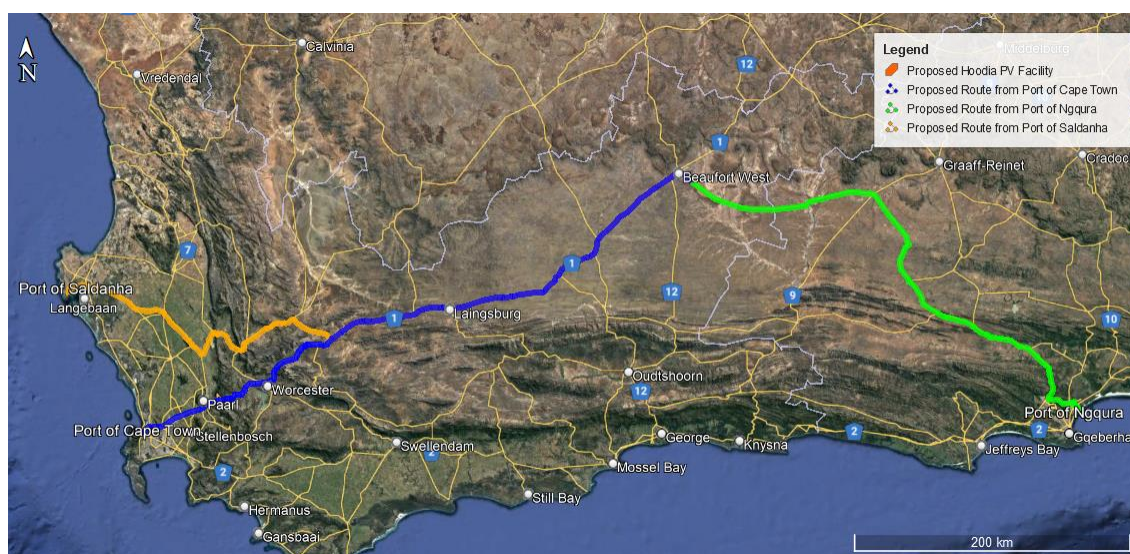 N
Calvinia
Vredendal
12
Legend
Middelburg
Proposed Hoodia PV Facility
Proposed Route from Port of Cape Town
Proposed Route from Port of Ngqura
Proposed Route from Port of Saldanha
1
Beaufort West
Graaff-Reinet
Cradoc
7
Port of Saldanha
Langebaan
1
Laingsburg
1
12
9
10
Worcester
Paarl
Oudtshoorn
12
Port of Cape Town
Stellenbosch
Port of Ngqura
Swellendam
2
George
Knysna
2
2
Gqeberha
Jeffreys Bay
2
Mossel Bay
Still Bay
Hermanus
Gansbaai
200 km